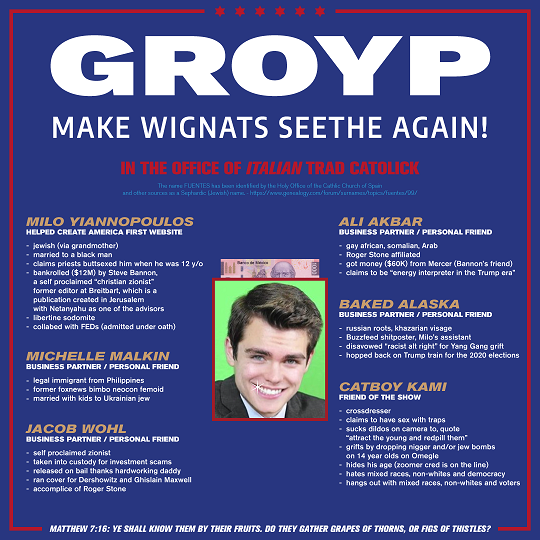 GROYP
MAKE WIGNATS SEETHE AGAIN!
IN THE OFFICE OF ITALIAN TRAD CATOLICK
The name FUENTES has been identified by the Holy Office of the Cathlic Church of Spain
and other sources as a Sephardic (Jewish) name. - https://www.genealogy.com/forum/surnames/topics/fuentes/98/
MILO YIANNOPOULOS
HELPED CREATE AMERICA FIRST WEBSITE
- jewish (via grandmother)
- married to a black man
- claims priests buttsexed him when he was 12 y/o
- bankrolled ($12M) by Steve Bannon,
a self proclaimed "christian zionist"
former editor at Breitbart, which is a
publication created in Jerusalem
with Netanyahu as one of the advisors
- libertine sodomite
- collabed with FEDs (admitted under oath)
MICHELLE MALKIN
BUSINESS PARTNER / PERSONAL FRIEND
- legal immigrant from Philippines
- former foxnews bimbo neocon femoid
- married with kids to Ukrainian jew
JACOB WOHL
BUSINESS PARTNER / PERSONAL FRIEND
- self proclaimed zionist
- taken into custody for investment scams
- released on bail thanks hardworking daddy
- ran cover for Dershowitz and Ghislain Maxwell
- accomplice of Roger Stone
Banco de Mexico
ALI AKBAR
BUSINESS PARTNER / PERSONAL FRIEND
- gay african, somalian, Arab
- Roger Stone affiliated
- got money ($60K) from Mercer (Bannon's friend)
- claims to be "energy interpreter in the Trump era"
BAKED ALASKA
BUSINESS PARTNER / PERSONAL FRIEND
- russian roots, khazarian visage
- Buzzfeed shitposter, Milo's assistant
- disavowed "racist alt right" for Yang Gang grift
- hopped back on Trump train for the 2020 elections
CATBOY KAMI
FRIEND OF THE SHOW
- crossdresser
- claims to have sex with traps
- sucks dildos on camera to, quote
"attract the young and redpill them"
- grifts by dropping nigger and/or jew bombs
on 14 year olds on Omegle
- hides his age (zoomer cred is on the line)
- hates mixed races, non-whites and democracy
- hangs out with mixed races, non-whites and voters
MATTHEW 7:16: YE SHALL KNOW THEM BY THEIR FRUITS. DO THEY GATHER GRAPES OF THORNS, OR FIGS OF THISTLES?